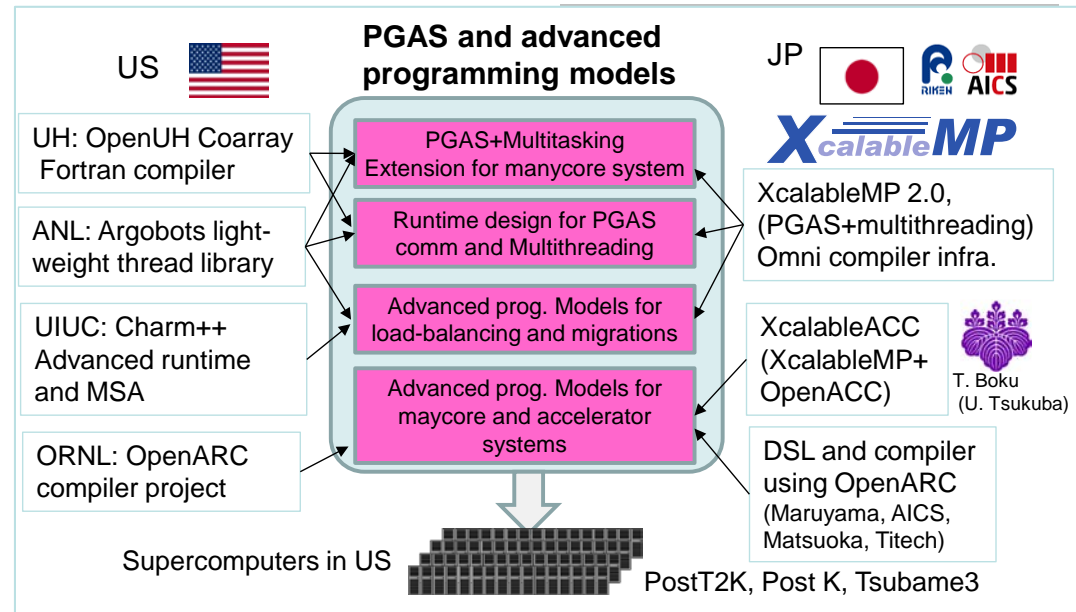 PGAS and advanced
programming models
US
JP
RIKEN
AICS
XcalableMP
UH: OpenUH Coarray
Fortran compiler
ANL: Argobots light-
weight thread library
UIUC: Charm++
Advanced runtime
and MSA
ORNL: OpenARC
compiler project
PGAS+Multitasking
Extension for manycore system
Runtime design for PGAS
comm and Multithreading
Advanced prog. Models for
load-balancing and migrations
Advanced prog. Models for
maycore and accelerator
systems
XcalableMP 2.0,
(PGAS+multithreading)
Omni compiler infra.
XcalableACC
(XcalableMP+
OpenACC)
T. Boku
(U. Tsukuba)
DSL and compiler
using OpenARC
(Maruyama, AICS,
Matsuoka, Titech)
Supercomputers in US
PostT2K, Post K, Tsubame3